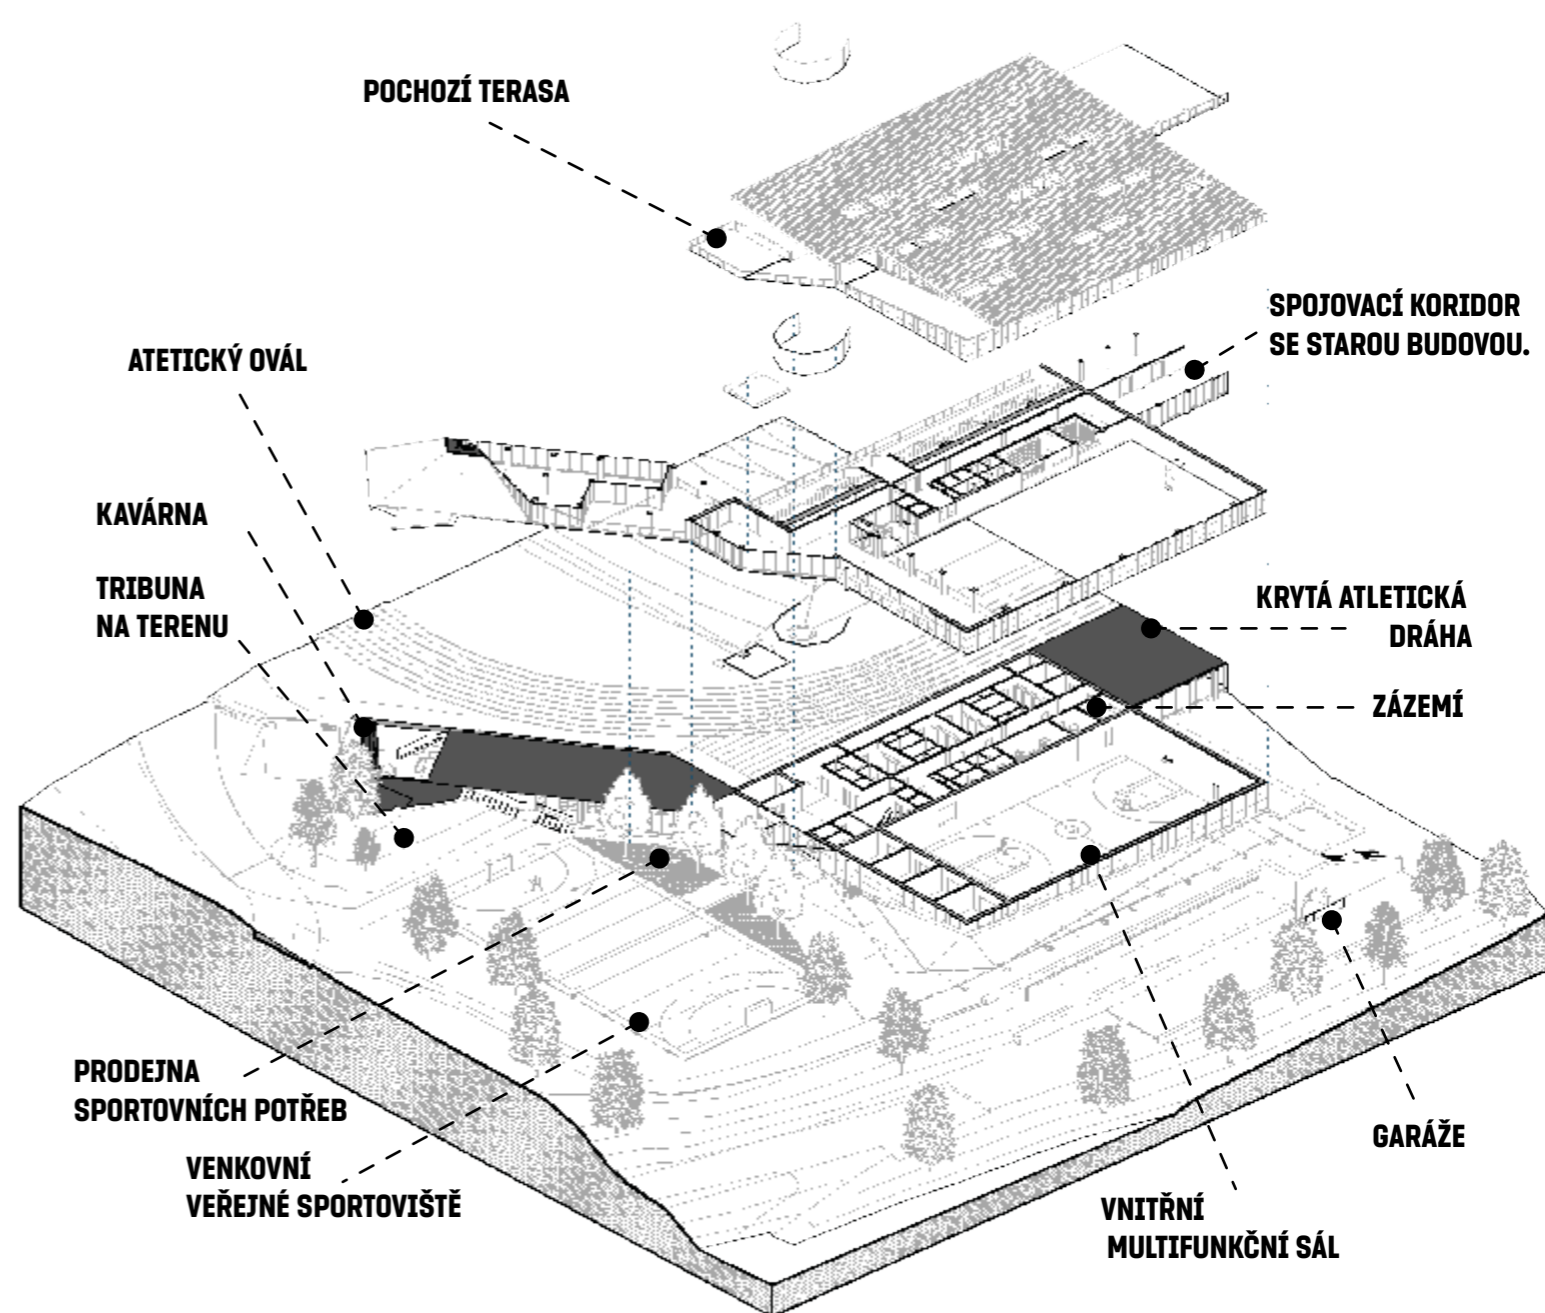 POCHOZÍ TERASA
SPOJOVACÍ KORIDOR
SE STAROU BUDOVOU.
ATETICKÝ OVÁL
KAVÁRNA
TRIBUNA
NA TERENU
KRYTÁ ATLETICKÁ
DRÁHA
ZÁZEMÍ
PRODEJNA
SPORTOVNÍCH POTŘEB
VENKOVNÍ
VEŘEJNÉ SPORTOVIŠTĚ
GARÁŽE
VNITŘNÍ
MULTIFUNKČNÍ SÁL